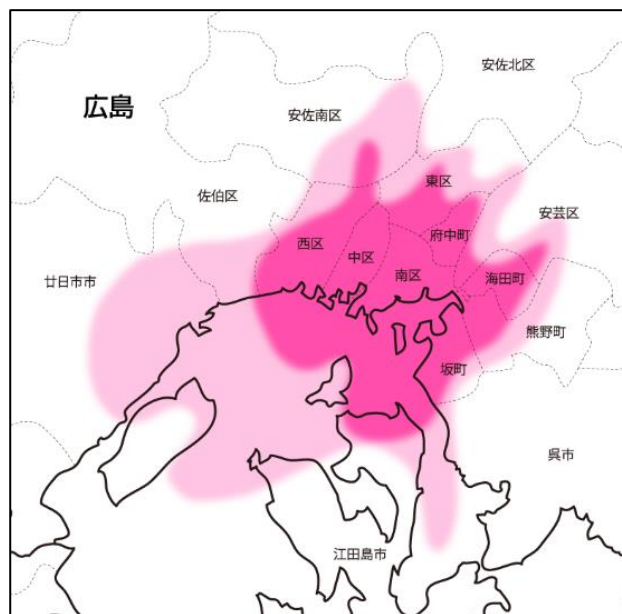 安佐北区
広島
安佐南区
東区
佐伯区
安芸区
府中町
西区
中区
廿日市市
南区
海田町
熊野町
坂町
呉市
江田島市